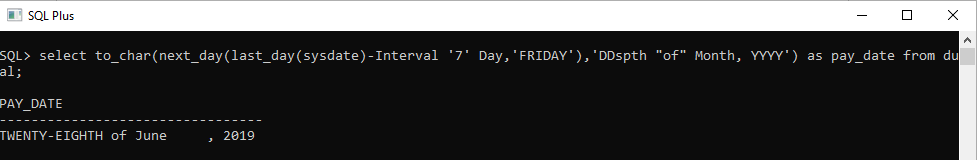 SQL Plus
SQL> select to_char(next_day(last_day(sysdate)-Interval '7' Day,'FRIDAY'),'DDspth "of" Month, YYYY') as pay_date from du
al;
PAY_DATE
---------------------------------
TWENTY-EIGHTH of June     , 2019